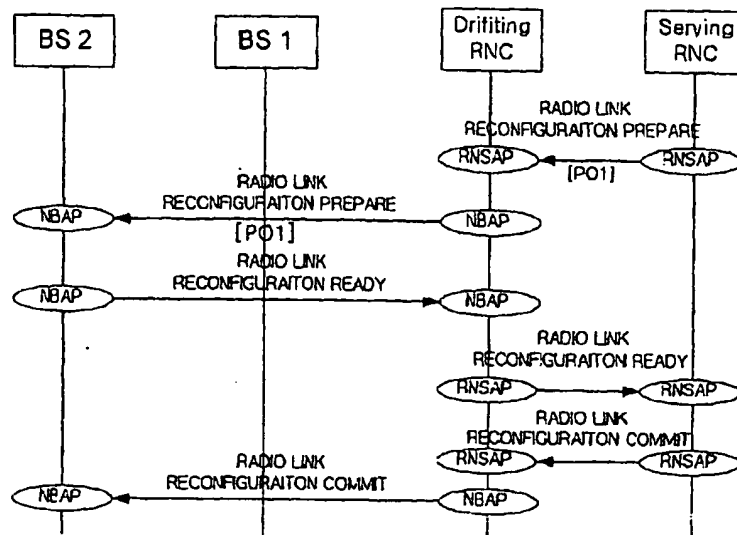 BS 2
BS 1
Drifiting
RNC
Serving
RNC
RADIO LINK
RECONFIGURAITON PREPARE
RNSAP
RNSAP
[PO1]
RADIO LINK
RECONFIGURAITON PREPARE
NBAP
NBAP
[PO1]
RADIO LINK
RECONFIGURAITON READY
NBAP
NBAP
RADIO LINK
RECONFIGURAITON READY
RNSAP
RNSAP
RADIO LINK
RECONFIGURAITON COMMIT
RNSAP
RNSAP
RADIO LINK
RECONFIGURAITON COMMIT
NBAP
NBAP